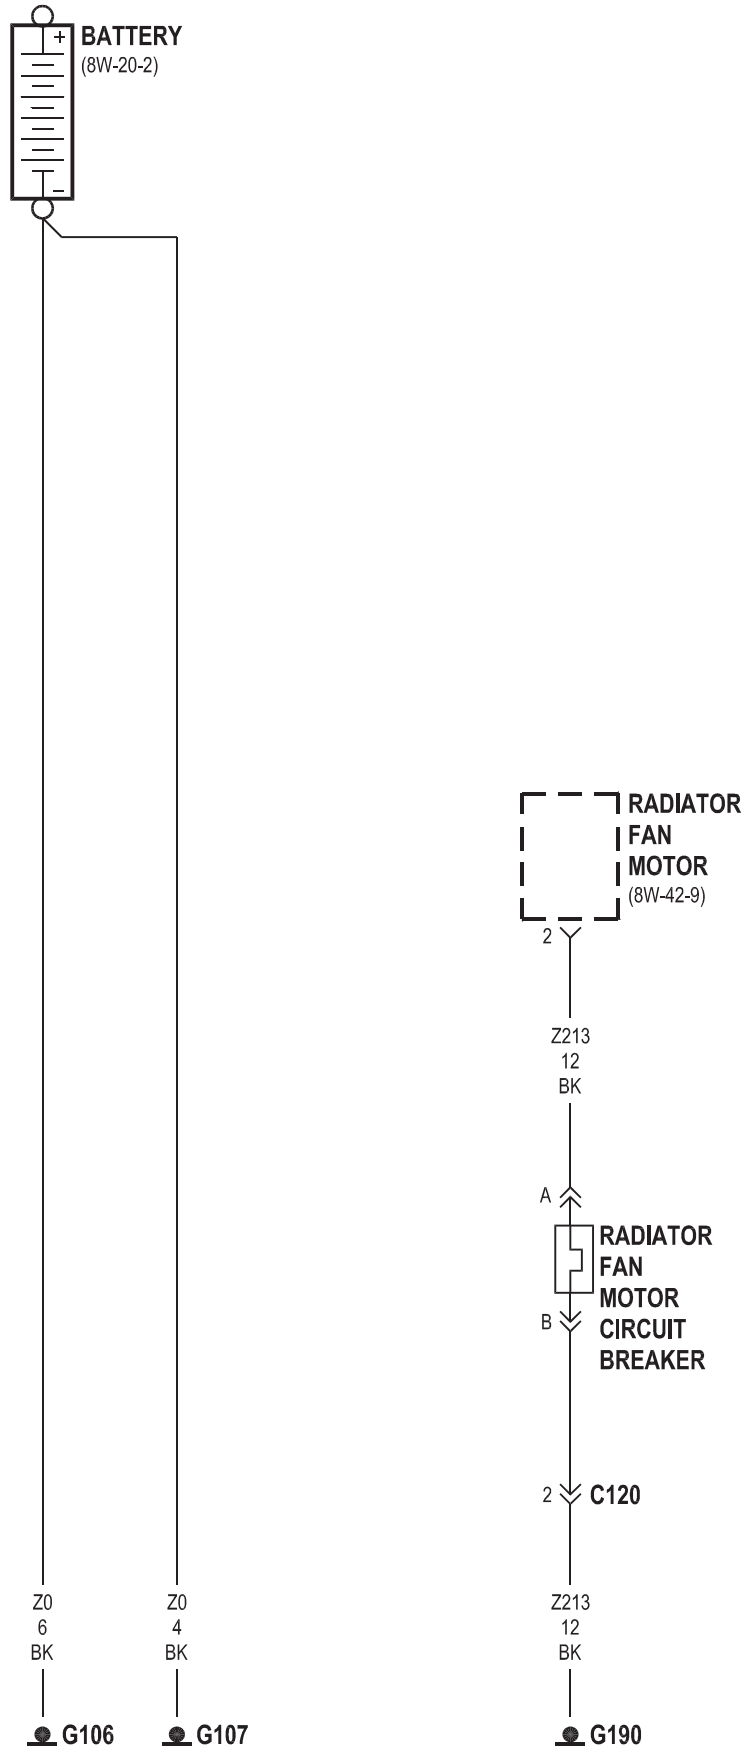 +
BATTERY
(8W-20-2)
−
RADIATOR
FAN
MOTOR
(8W-42-9)
2
Z213
12
BK
A
RADIATOR
FAN
MOTOR
CIRCUIT
BREAKER
B
2 C120
Z0
6
BK
Z0
4
BK
Z213
12
BK
G106
G107
G190